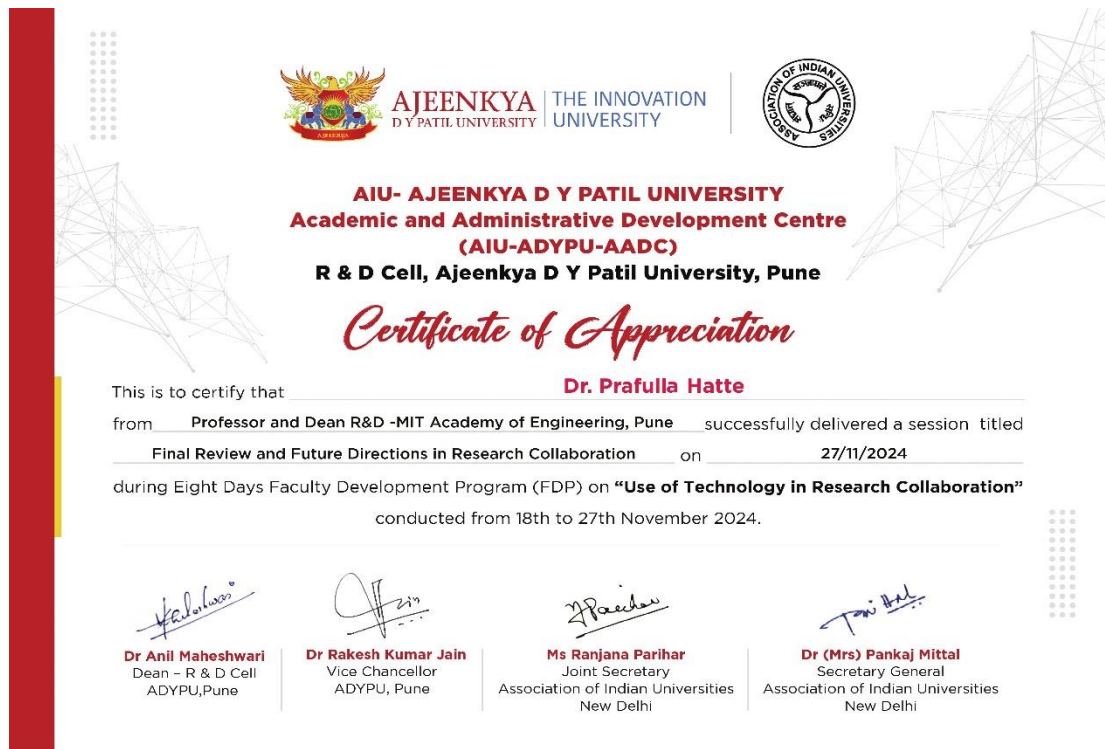 AJEENKYA
D Y PATIL UNIVERSITY
THE INNOVATION
UNIVERSITY
ASSOCIATION OF INDIAN UNIVERSITIES
AIU- AJEENKYA D Y PATIL UNIVERSITY
Academic and Administrative Development Centre
(AIU-ADYPU-AADC)
R & D Cell, Ajeenkya D Y Patil University, Pune
Certificate of Appreciation
This is to certify that Dr. Prafulla Hatte
from Professor and Dean R&D -MIT Academy of Engineering, Pune successfully delivered a session titled
Final Review and Future Directions in Research Collaboration on 27/11/2024
during Eight Days Faculty Development Program (FDP) on “Use of Technology in Research Collaboration”
conducted from 18th to 27th November 2024.
Dr Anil Maheshwari
Dean – R & D Cell
ADYPU,Pune
Dr Rakesh Kumar Jain
Vice Chancellor
ADYPU, Pune
Ms Ranjana Parihar
Joint Secretary
Association of Indian Universities
New Delhi
Dr (Mrs) Pankaj Mittal
Secretary General
Association of Indian Universities
New Delhi